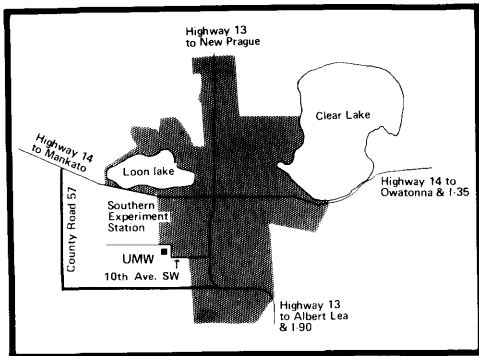 Highway 13
to New Prague
Clear Lake
Highway 14
to Mankato
Loon lake
Highway 14 to
Owatonna & I-35
County Road 57
Southern
Experiment
Station
UMW
10th Ave. SW
Highway 13
to Albert Lea
& I-90